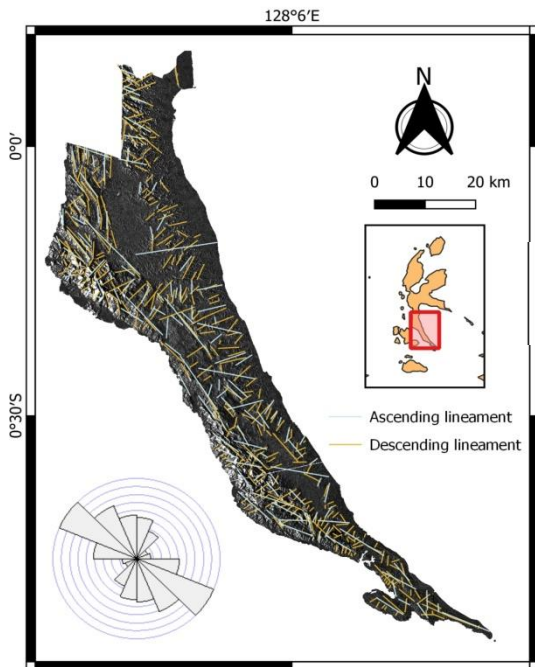 128°6′E
N
0°0′
0 10 20 km
0°30′S
Ascending lineament
Descending lineament